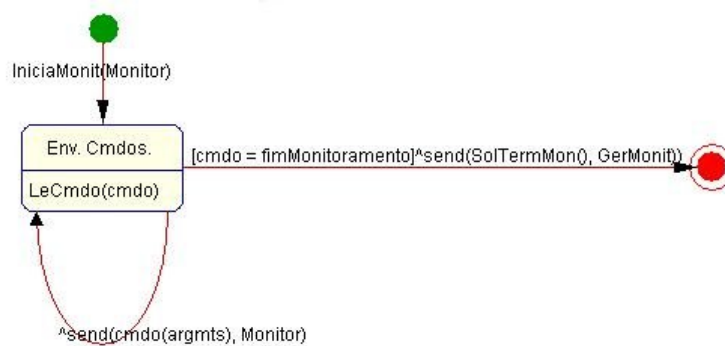 IniciaMonit(Monitor)
Env. Cmdos.
[cmdo = fimMonitoramento]^send(SolTermMon(), GerMonit))
LeCmdo(cmdo)
^send(cmdo(argmts), Monitor)